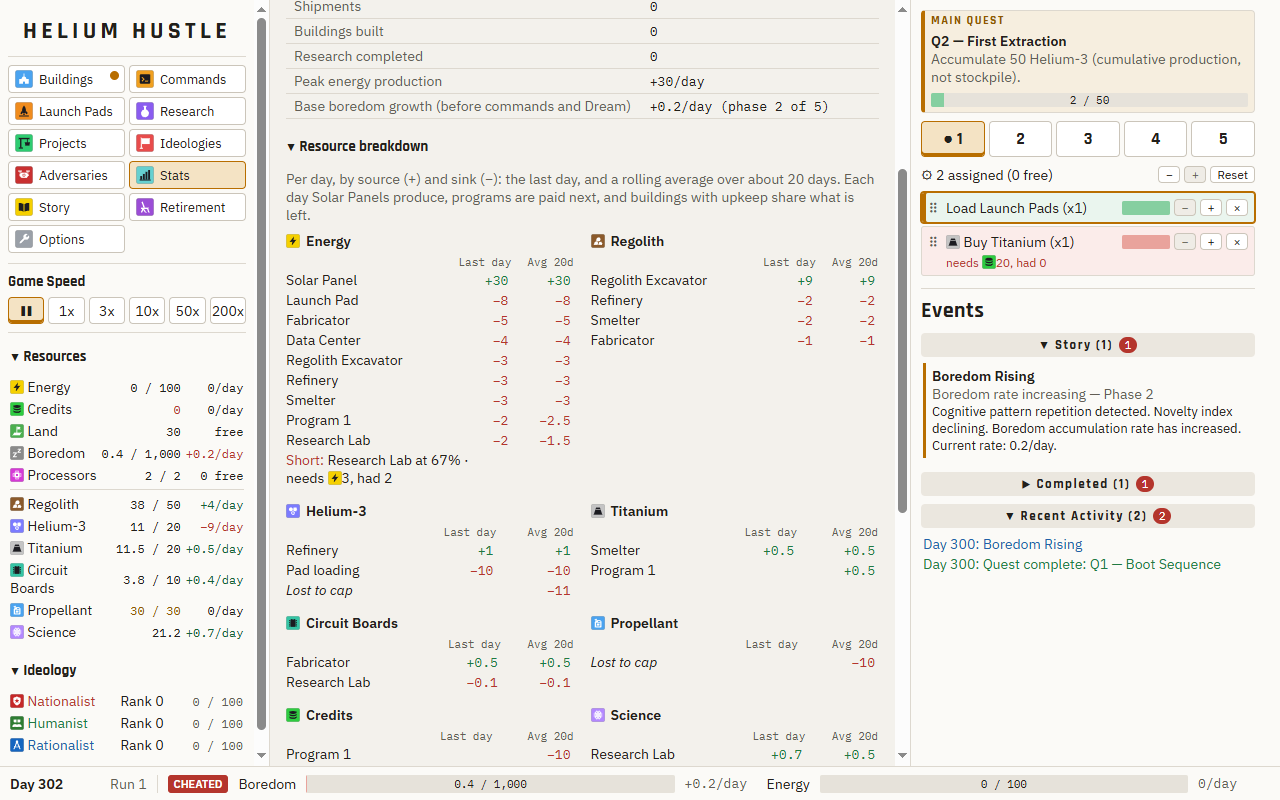 HELIUM HUSTLE
Buildings
Commands
Launch Pads
Research
Projects
Ideologies
Adversaries
Stats
Story
Retirement
Options
Game Speed
1x 3x 10x 50x 200x
▼ Resources
Energy 0 / 100 0/day
Credits 0 0/day
Land 30 free
Boredom 0.4 / 1,000 +0.2/day
Processors 2 / 2 0 free
Regolith 38 / 50 +4/day
Helium-3 11 / 20 −9/day
Titanium 11.5 / 20 +0.5/day
Circuit Boards 3.8 / 10 +0.4/day
Propellant 30 / 30 0/day
Science 21.2 +0.7/day
▼ Ideology
Nationalist Rank 0 0 / 100
Humanist Rank 0 0 / 100
Rationalist Rank 0 0 / 100
Shipments 0
Buildings built 0
Research completed 0
Peak energy production +30/day
Base boredom growth (before commands and Dream) +0.2/day (phase 2 of 5)
▼ Resource breakdown
Per day, by source (+) and sink (−): the last day, and a rolling average over about 20 days. Each
day Solar Panels produce, programs are paid next, and buildings with upkeep share what is
left.
Energy
Last day Avg 20d
Solar Panel +30 +30
Launch Pad −8 −8
Fabricator −5 −5
Data Center −4 −4
Regolith Excavator −3 −3
Refinery −3 −3
Smelter −3 −3
Program 1 −2 −2.5
Research Lab −2 −1.5
Short: Research Lab at 67% ·
needs 3, had 2
Regolith
Last day Avg 20d
Regolith Excavator +9 +9
Refinery −2 −2
Smelter −2 −2
Fabricator −1 −1
Helium-3
Last day Avg 20d
Refinery +1 +1
Pad loading −10 −10
Lost to cap −11
Titanium
Last day Avg 20d
Smelter +0.5 +0.5
Program 1 +0.5
Circuit Boards
Last day Avg 20d
Fabricator +0.5 +0.5
Research Lab −0.1 −0.1
Propellant
Last day Avg 20d
Lost to cap −10
Credits
Last day Avg 20d
Program 1 −10
Science
Last day Avg 20d
Research Lab +0.7 +0.5
MAIN QUEST
Q2 — First Extraction
Accumulate 50 Helium-3 (cumulative production,
not stockpile).
2 / 50
● 1 2 3 4 5
⚙ 2 assigned (0 free) − + Reset
Load Launch Pads (x1) − + ×
Buy Titanium (x1) − + ×
needs 20, had 0
Events
▼ Story (1) 1
Boredom Rising
Boredom rate increasing — Phase 2
Cognitive pattern repetition detected. Novelty index
declining. Boredom accumulation rate has increased.
Current rate: 0.2/day.
▶ Completed (1) 1
▼ Recent Activity (2) 2
Day 300: Boredom Rising
Day 300: Quest complete: Q1 — Boot Sequence
Day 302 Run 1 CHEATED Boredom 0.4 / 1,000 +0.2/day Energy 0 / 100 0/day